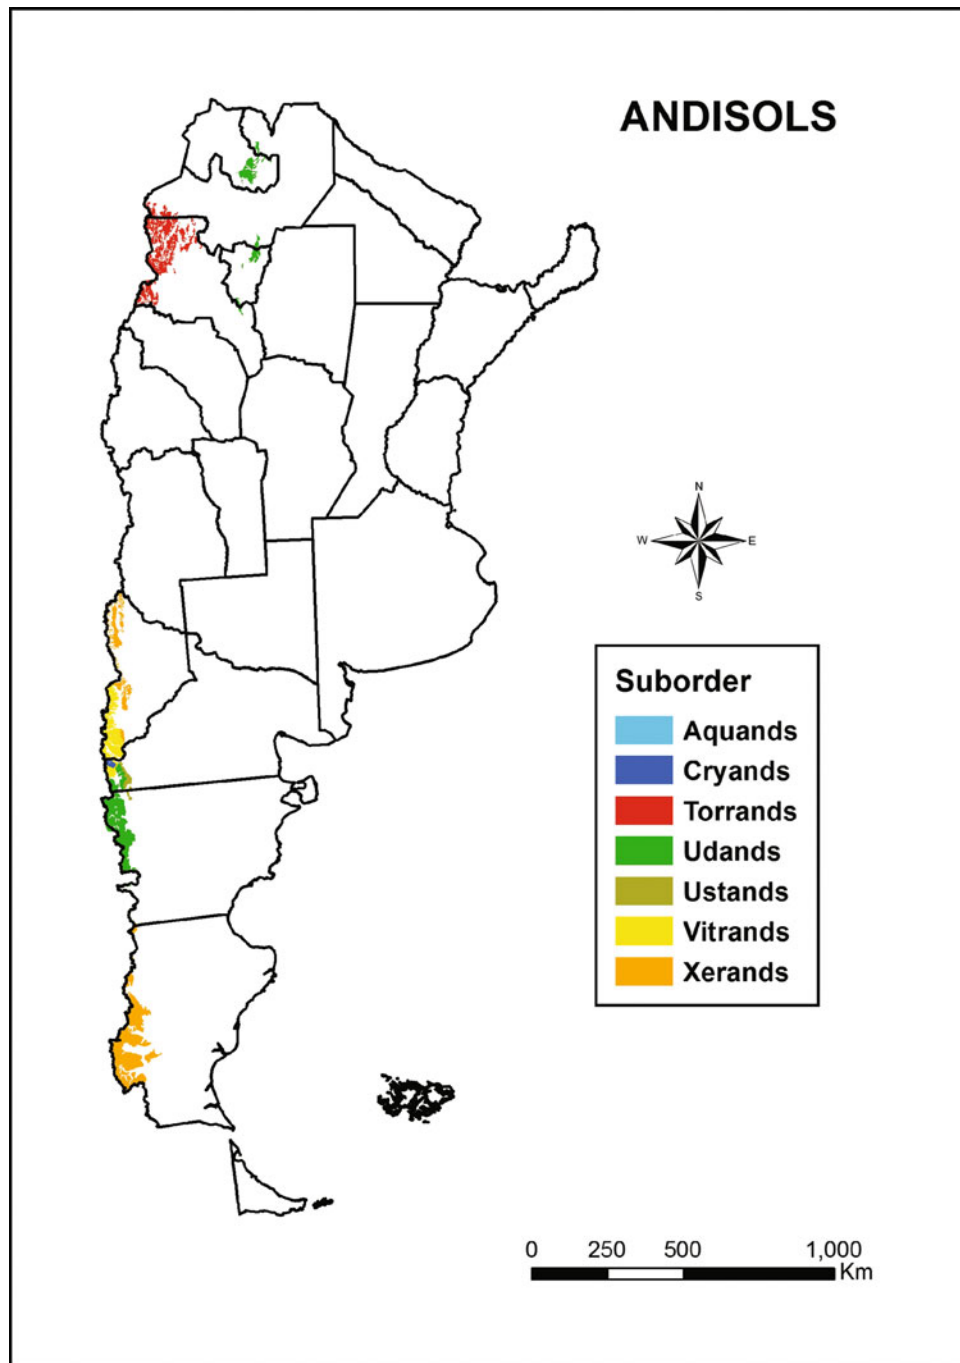 ANDISOLS
N
W E
S
Suborder
Aquands
Cryands
Torrands
Udands
Ustands
Vitrands
Xerands
0 250 500 1,000
Km